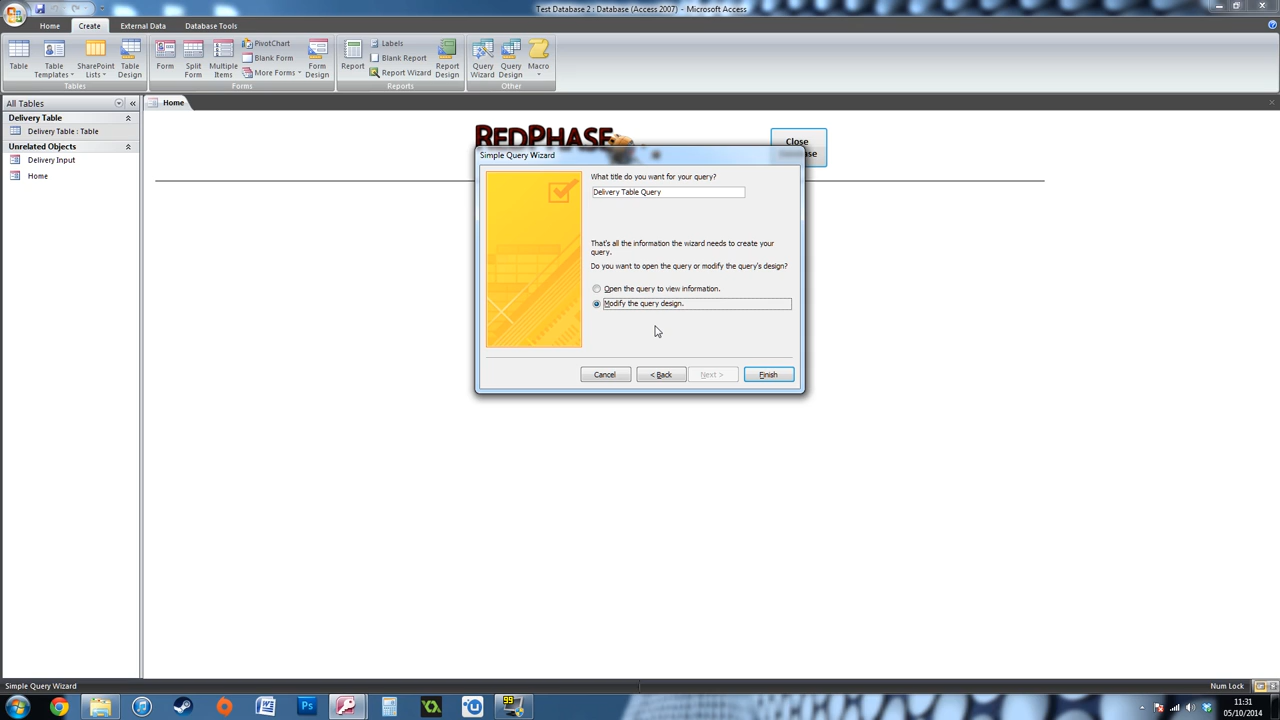 Test Database 2 : Database (Access 2007) - Microsoft Access
Home Create External Data Database Tools
Table
Table Templates
SharePoint Lists
Table Design
Tables
Form
Split Form
Multiple Items
PivotChart
Blank Form
More Forms
Form Design
Forms
Report
Labels
Blank Report
Report Wizard
Report Design
Reports
Query Wizard
Query Design
Macro
Other
All Tables
Delivery Table
Delivery Table : Table
Unrelated Objects
Delivery Input
Home
Home
REDPHASE
Close
Simple Query Wizard
What title do you want for your query?
Delivery Table Query
That's all the information the wizard needs to create your
query.
Do you want to open the query or modify the query's design?
Open the query to view information.
Modify the query design.
Cancel < Back Next > Finish
Simple Query Wizard
Num Lock
99
11:31
05/10/2014